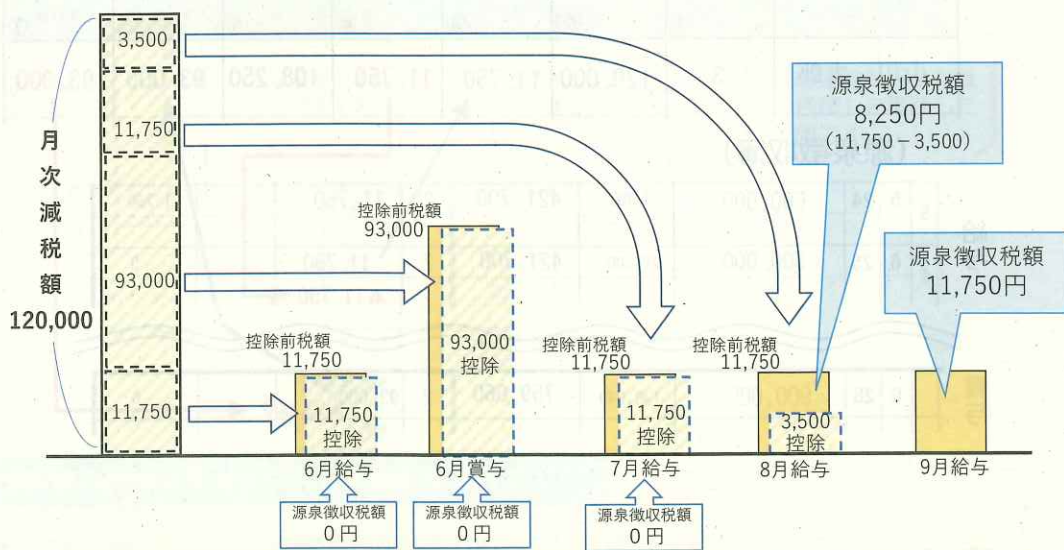 月次減税額
120,000
3,500
11,750
93,000
11,750
控除前税額
11,750
11,750
控除
6月給与
源泉徴収税額
0円
控除前税額
93,000
93,000
控除
6月賞与
源泉徴収税額
0円
控除前税額
11,750
11,750
控除
7月給与
源泉徴収税額
0円
控除前税額
11,750
3,500
控除
8月給与
源泉徴収税額
8,250円
(11,750-3,500)
9月給与
源泉徴収税額
11,750円